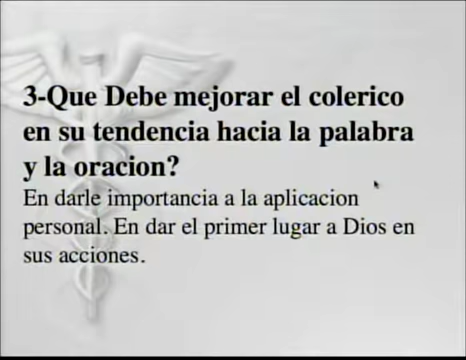 3-Que Debe mejorar el colerico
en su tendencia hacia la palabra
y la oracion?
En darle importancia a la aplicacion
personal. En dar el primer lugar a Dios en
sus acciones.